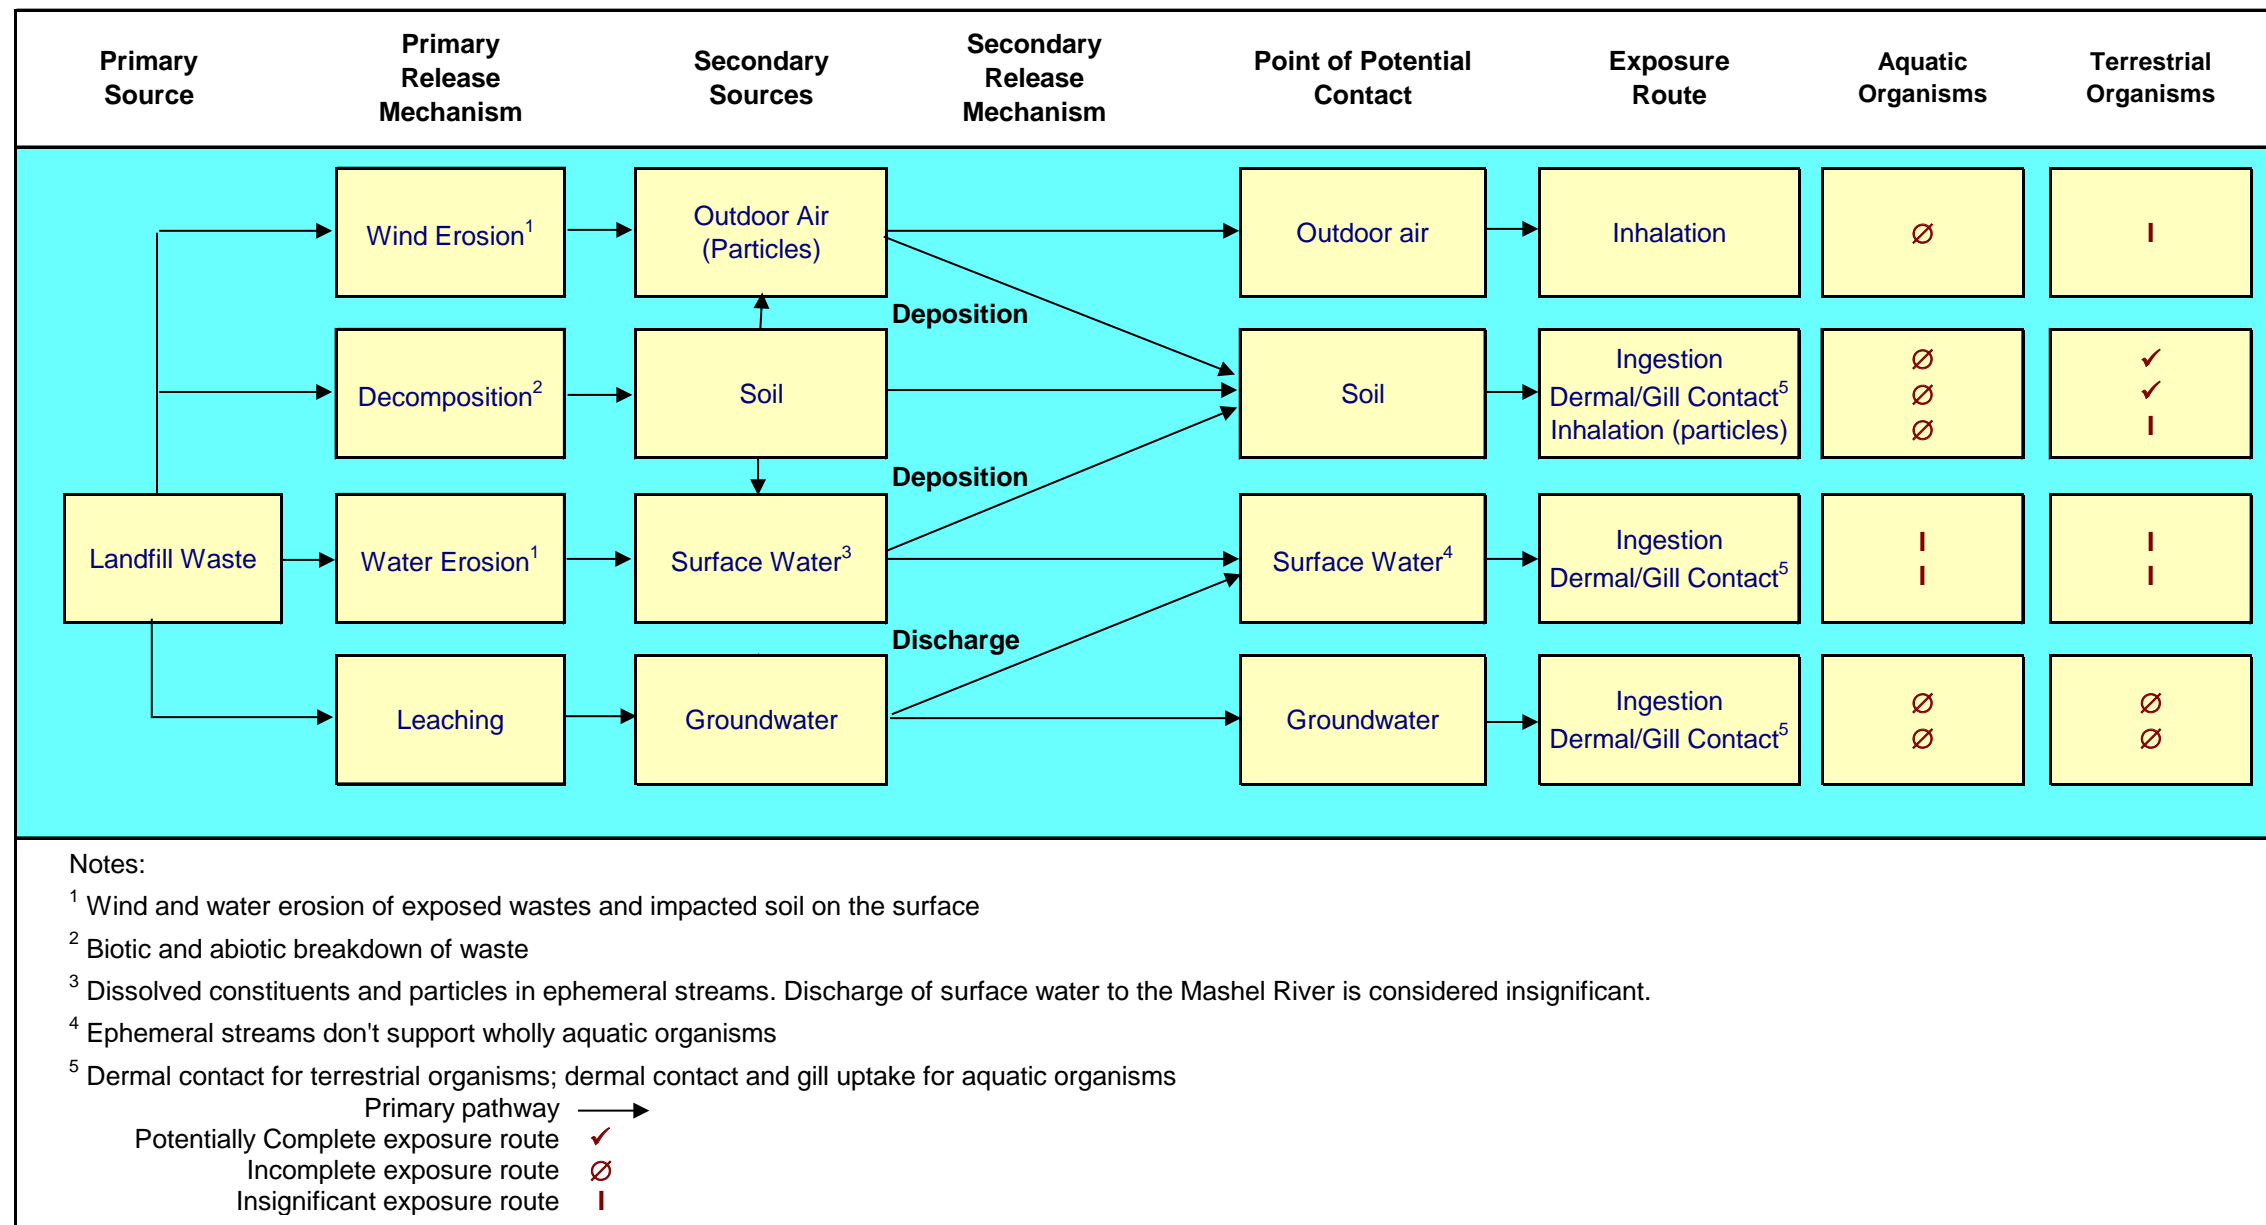 Primary
Source
Primary
Release
Mechanism
Secondary
Sources
Secondary
Release
Mechanism
Point of Potential
Contact
Exposure
Route
Aquatic
Organisms
Terrestrial
Organisms
Wind Erosion¹
Outdoor Air
(Particles)
Outdoor air
Inhalation
∅
I
Deposition
Decomposition²
Soil
Soil
Ingestion
Dermal/Gill Contact⁵
Inhalation (particles)
∅
∅
∅
✓
✓
I
Deposition
Landfill Waste
Water Erosion¹
Surface Water³
Surface Water⁴
Ingestion
Dermal/Gill Contact⁵
I
I
I
I
Discharge
Leaching
Groundwater
Groundwater
Ingestion
Dermal/Gill Contact⁵
∅
∅
∅
∅
Notes:
¹ Wind and water erosion of exposed wastes and impacted soil on the surface
² Biotic and abiotic breakdown of waste
³ Dissolved constituents and particles in ephemeral streams. Discharge of surface water to the Mashel River is considered insignificant.
⁴ Ephemeral streams don't support wholly aquatic organisms
⁵ Dermal contact for terrestrial organisms; dermal contact and gill uptake for aquatic organisms
Primary pathway
Potentially Complete exposure route ✓
Incomplete exposure route ∅
Insignificant exposure route I